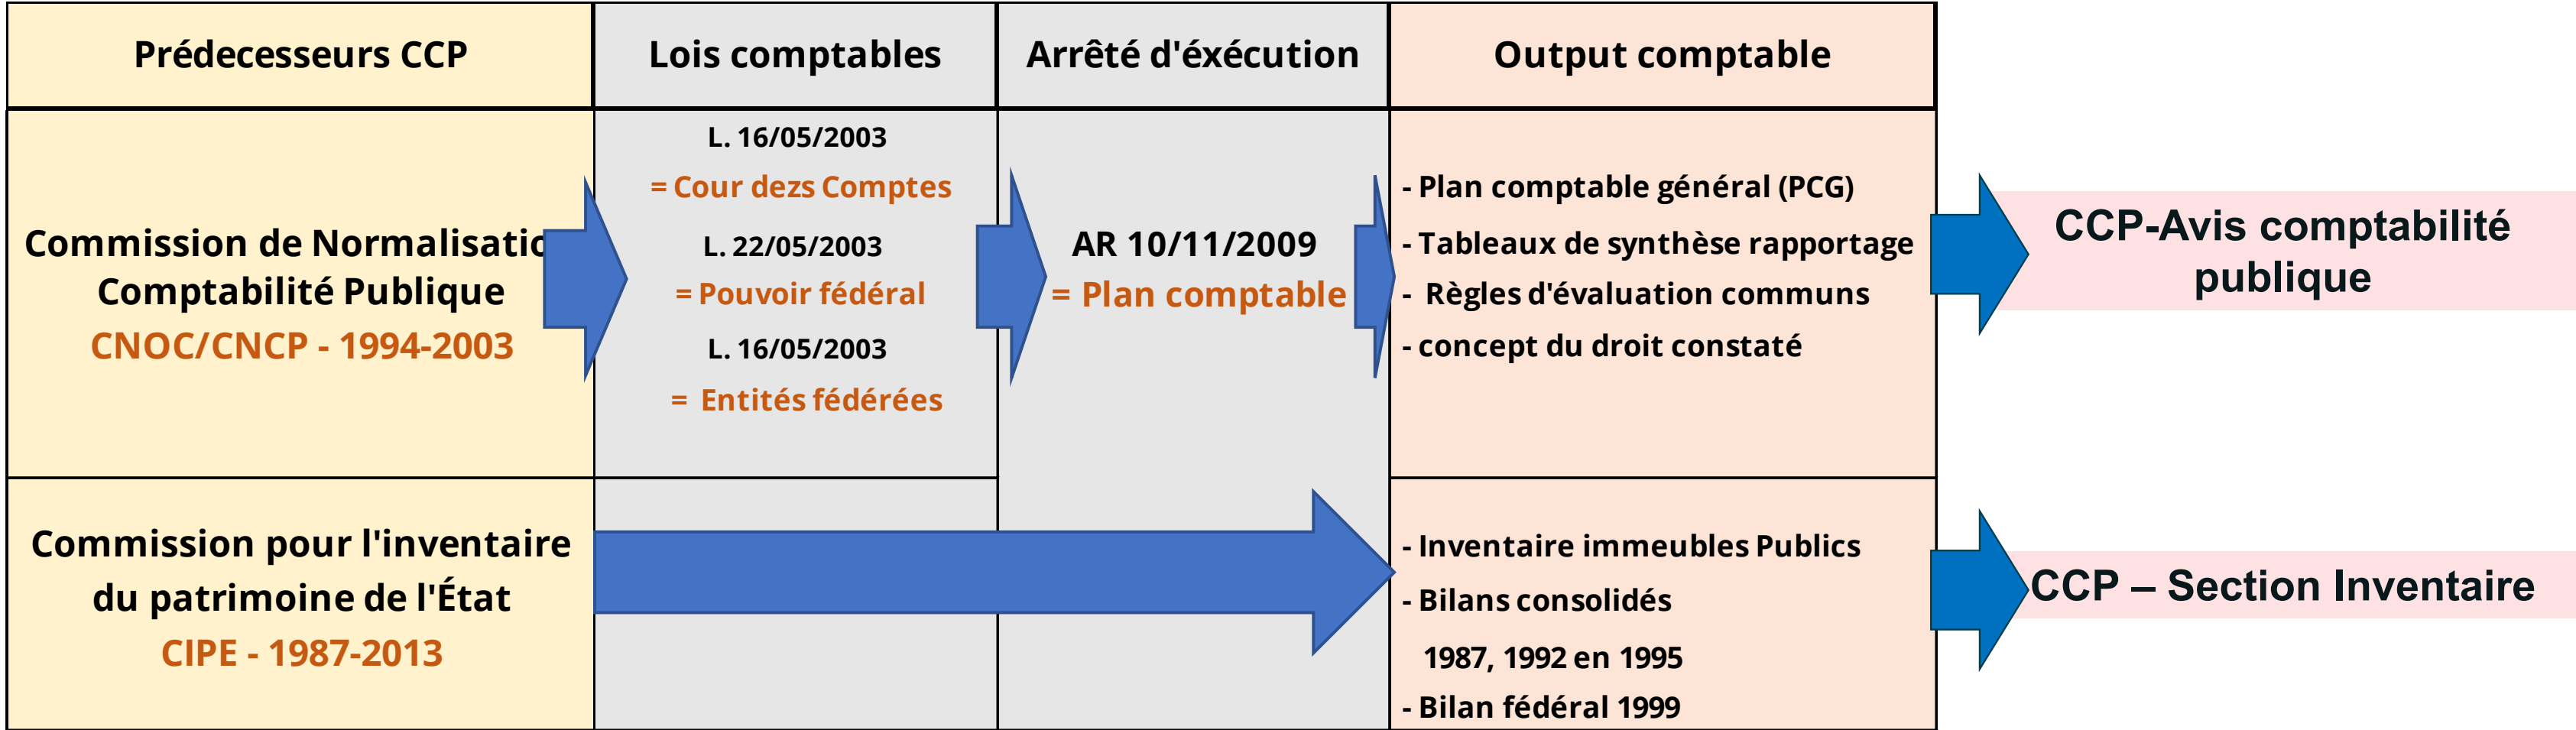 Prédecesseurs CCP
Lois comptables
Arrêté d'éxécution
Output comptable
Commission de Normalisatio
Comptabilité Publique
CNOC/CNCP - 1994-2003
L. 16/05/2003
= Cour dezs Comptes
L. 22/05/2003
= Pouvoir fédéral
L. 16/05/2003
= Entités fédérées
AR 10/11/2009
= Plan comptable
- Plan comptable général (PCG)
- Tableaux de synthèse rapportage
- Règles d'évaluation communs
- concept du droit constaté
CCP-Avis comptabilité
publique
Commission pour l'inventaire
du patrimoine de l'État
CIPE - 1987-2013
- Inventaire immeubles Publics
- Bilans consolidés
1987, 1992 en 1995
- Bilan fédéral 1999
CCP – Section Inventaire